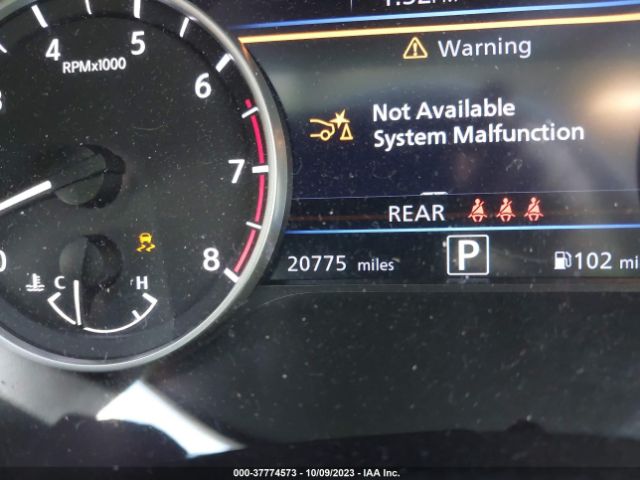 4 5 6 7 8
RPMx1000
C H
Warning
Not Available
System Malfunction
REAR
20775 miles P 102 mi
000-37774573 - 10/09/2023 - IAA Inc.